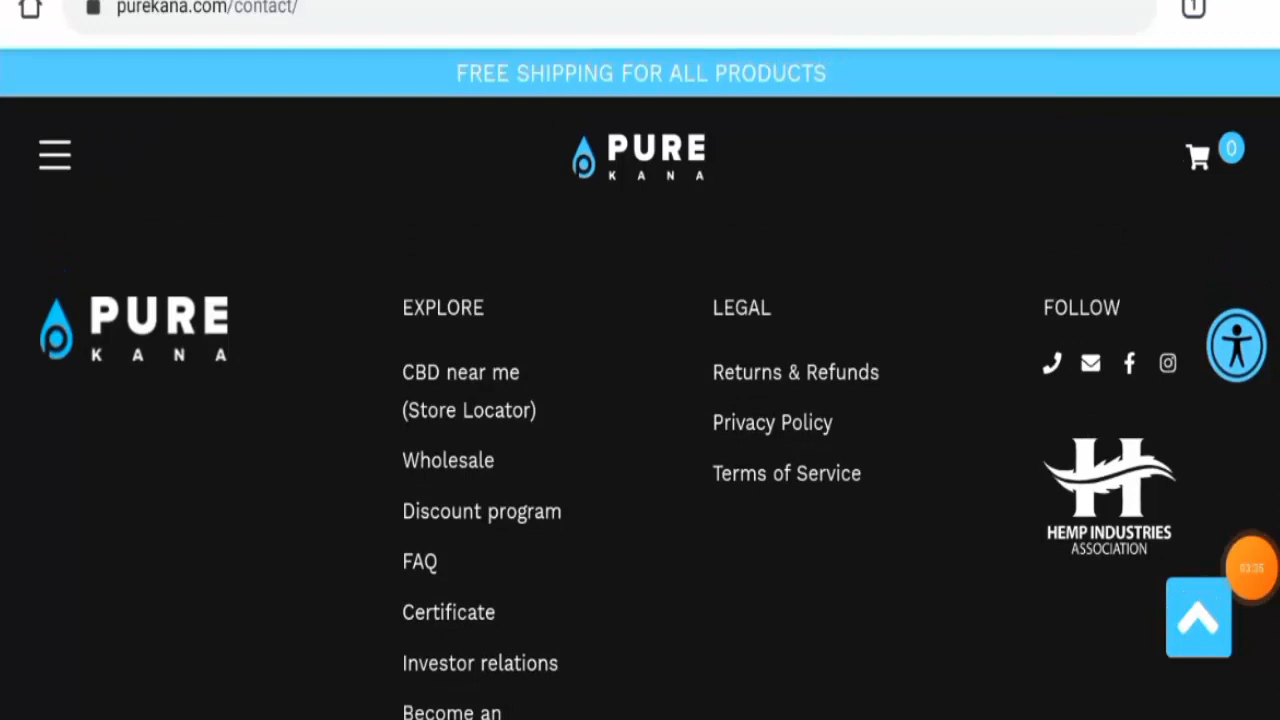 purekana.com/contact/
1
FREE SHIPPING FOR ALL PRODUCTS
PURE
KANA
0
PURE
KANA
EXPLORE
CBD near me
(Store Locator)
Wholesale
Discount program
FAQ
Certificate
Investor relations
Become an
LEGAL
Returns & Refunds
Privacy Policy
Terms of Service
FOLLOW
HEMP INDUSTRIES
ASSOCIATION